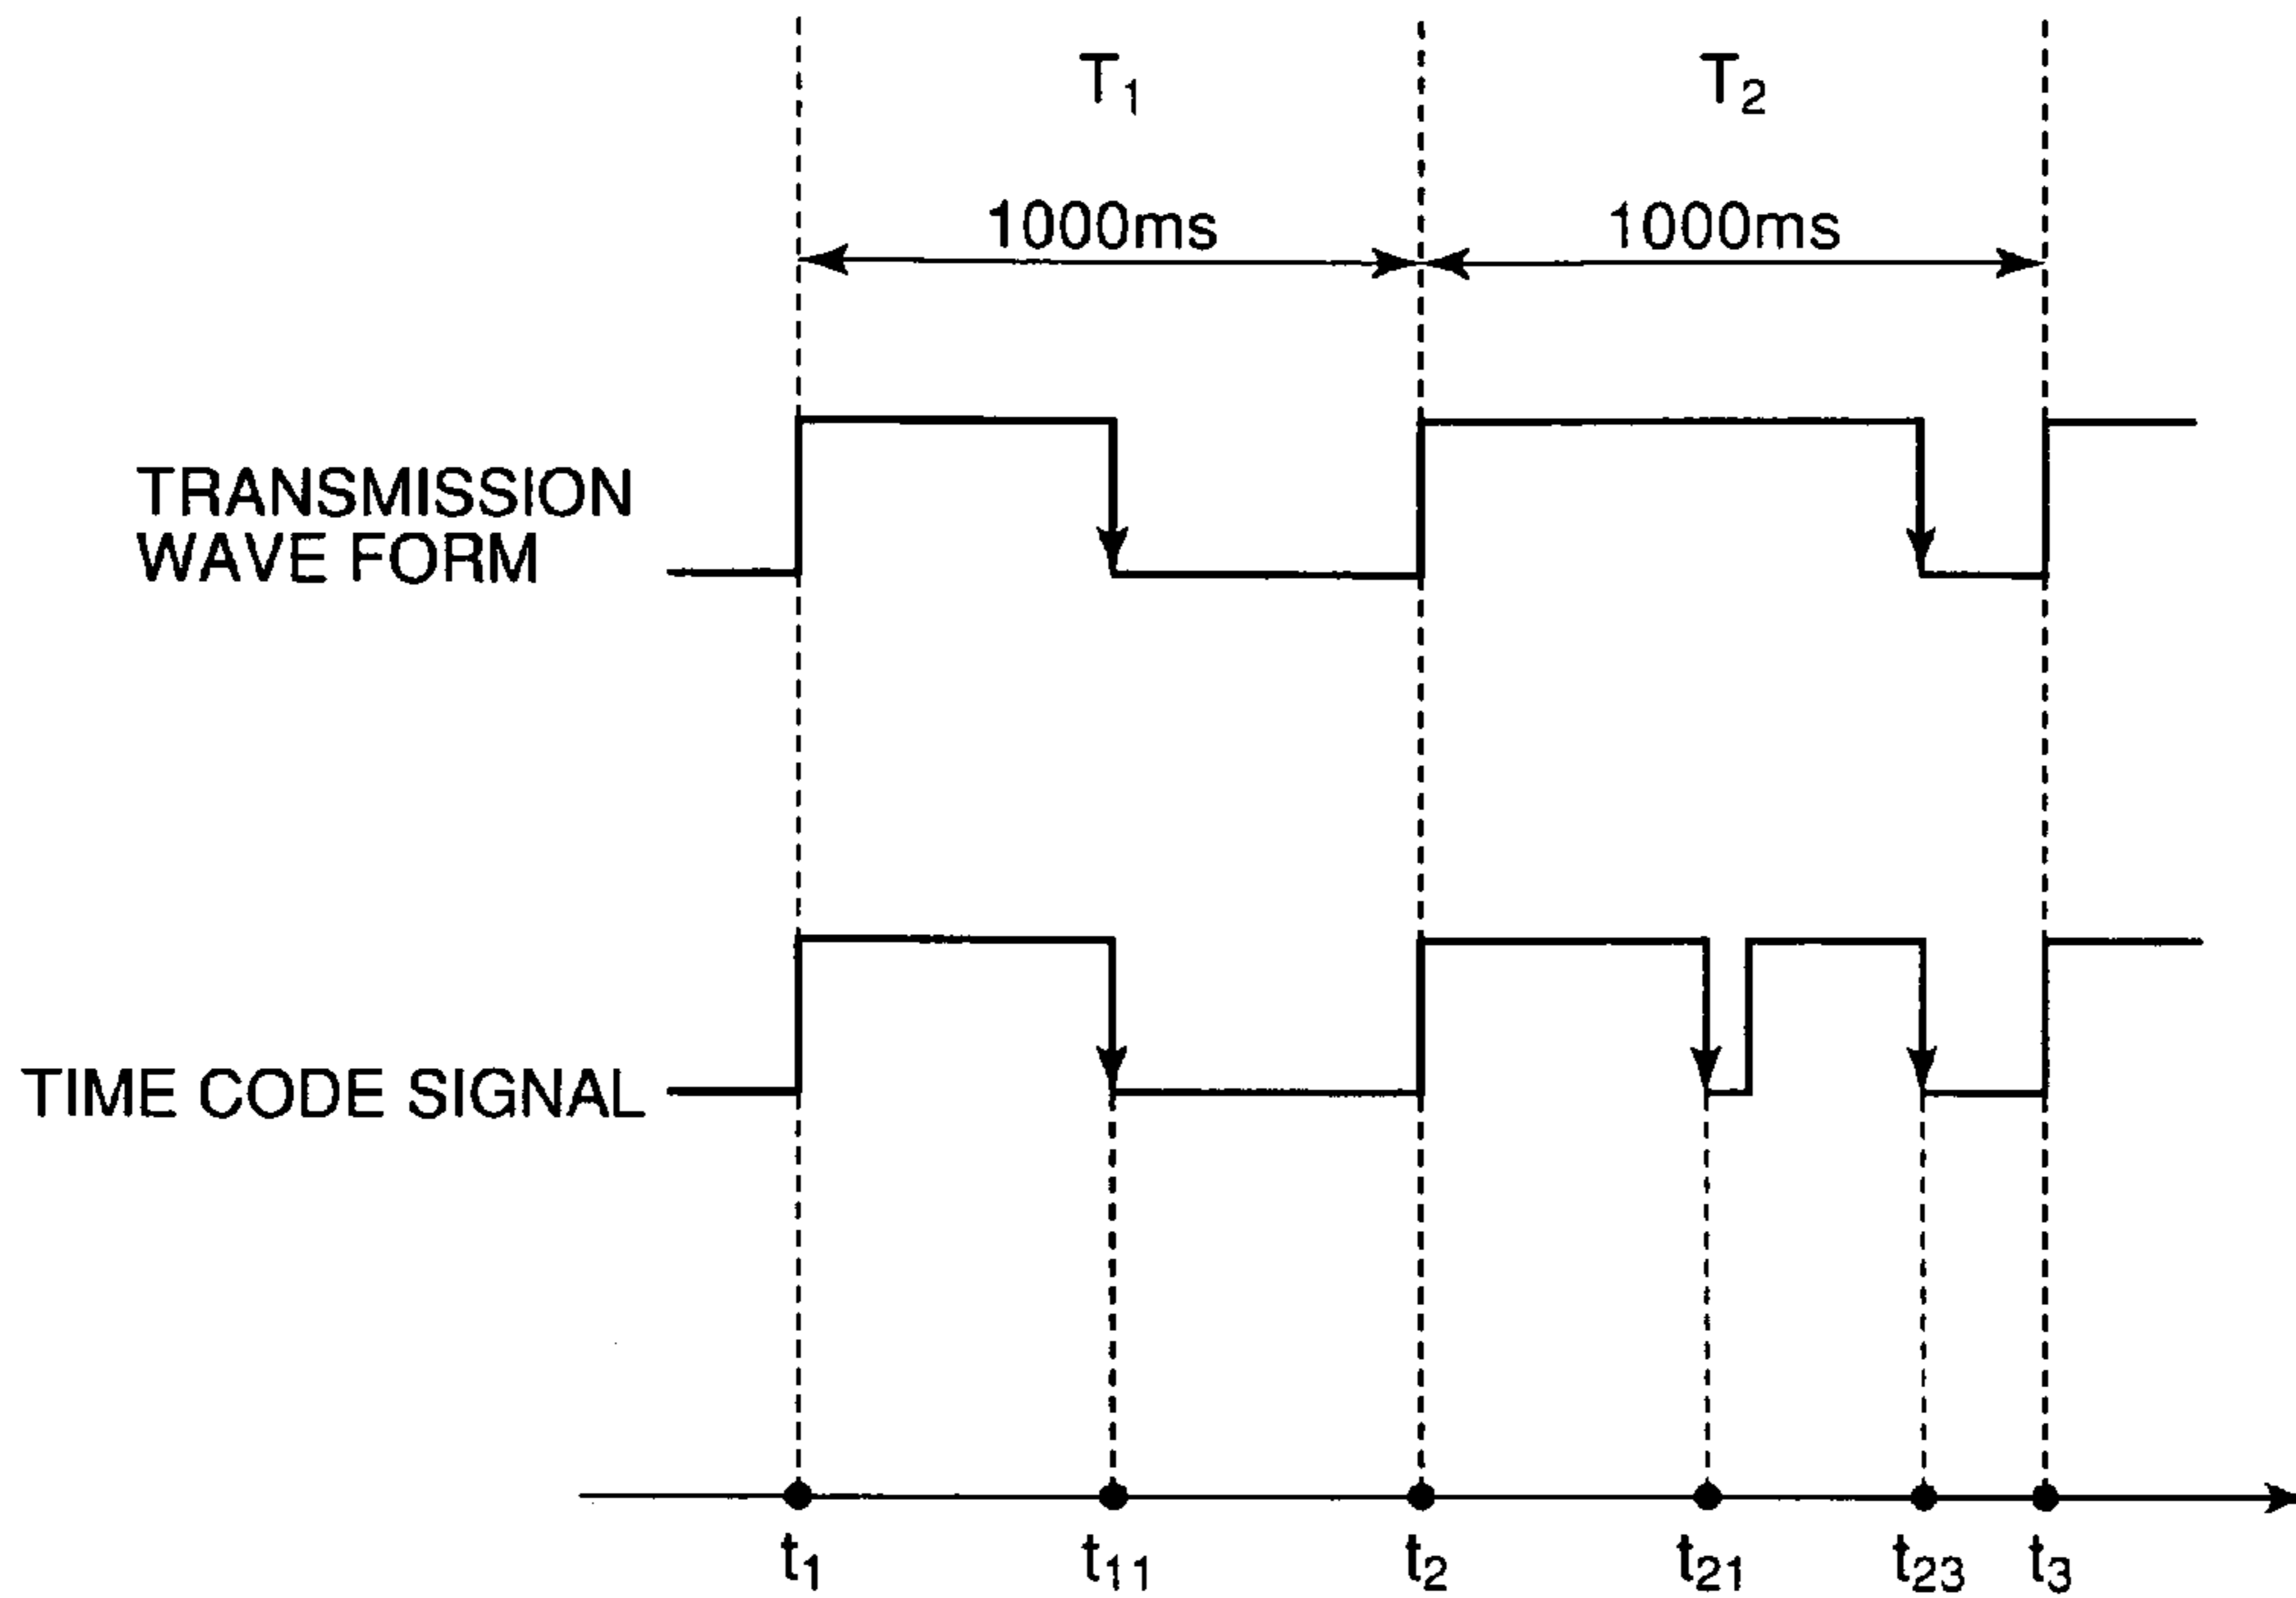 T1 T2
1000ms 1000ms
TRANSMISSION
WAVE FORM
TIME CODE SIGNAL
t1 t11 t2 t21 t23 t3